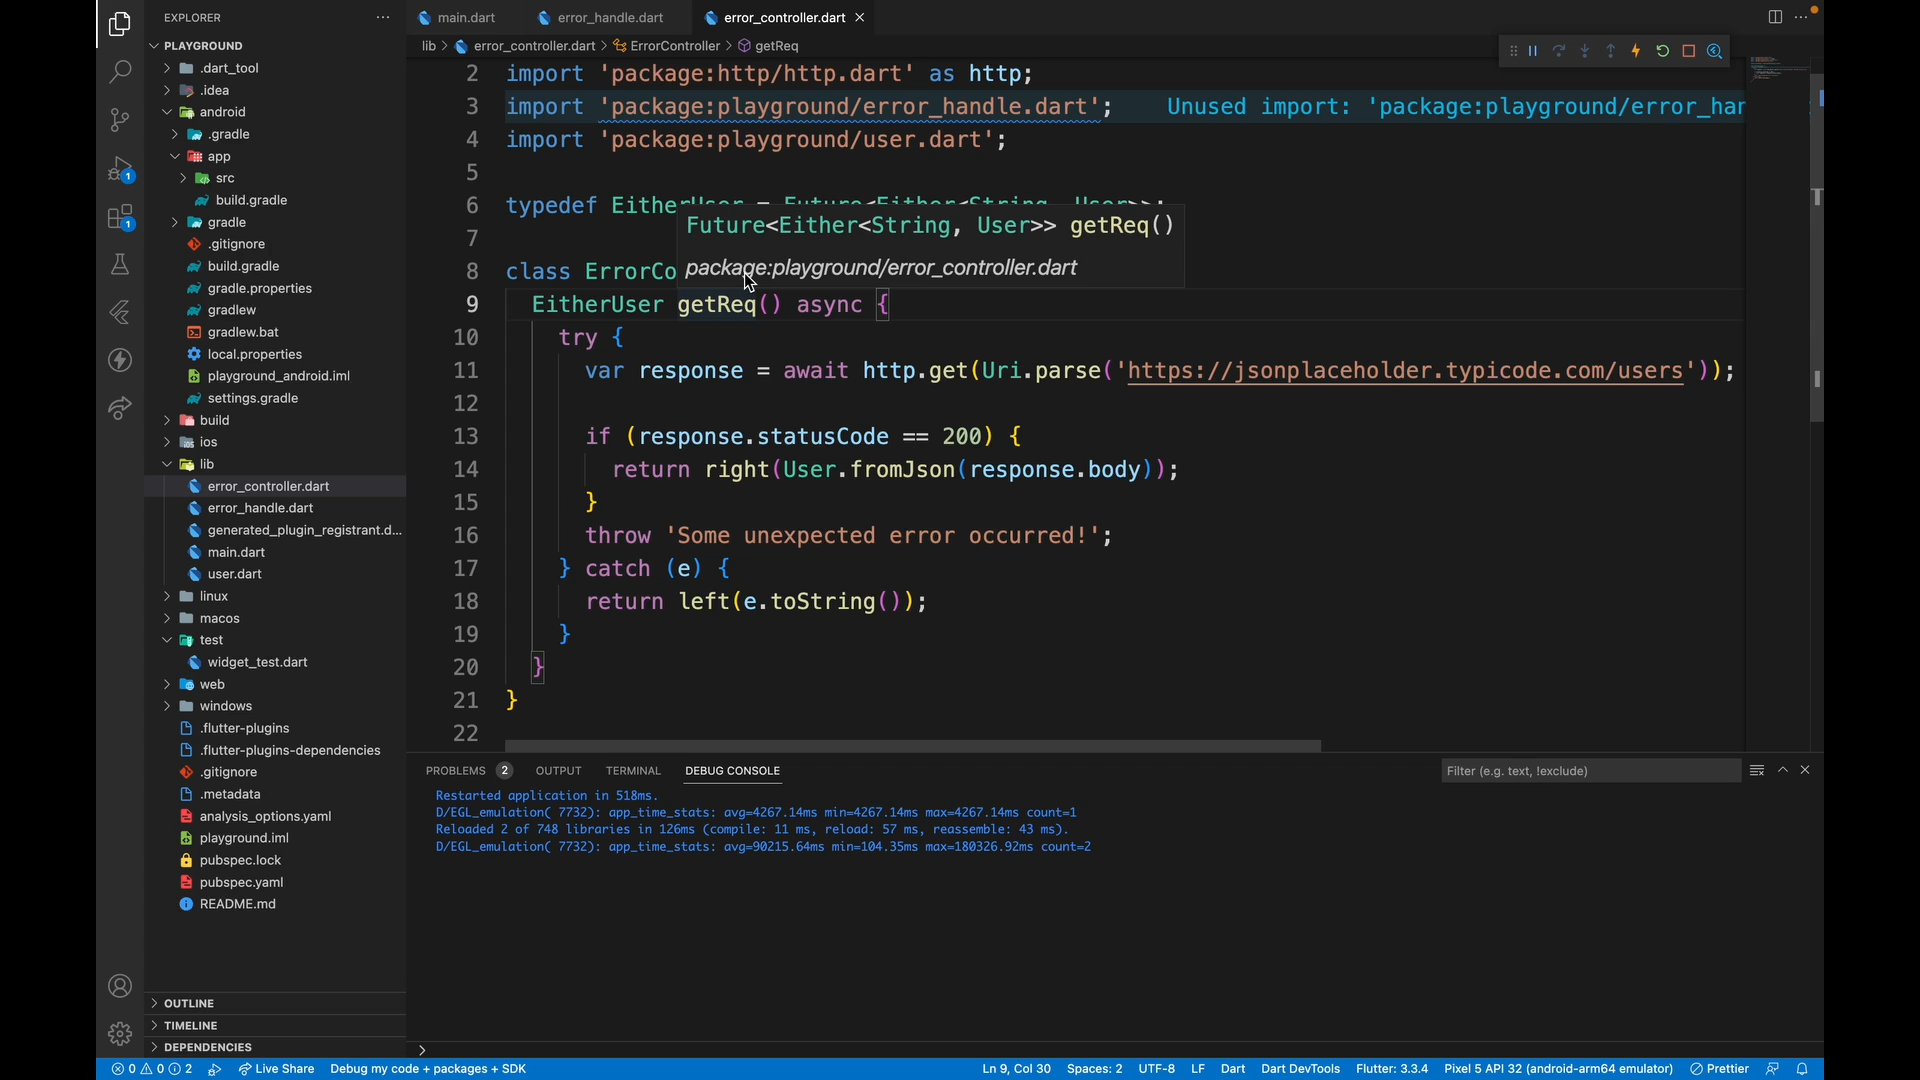 EXPLORER
PLAYGROUND
.dart_tool
.idea
android
.gradle
app
src
build.gradle
gradle
.gitignore
build.gradle
gradle.properties
gradlew
gradlew.bat
local.properties
playground_android.iml
settings.gradle
build
ios
lib
error_controller.dart
error_handle.dart
generated_plugin_registrant.d...
main.dart
user.dart
linux
macos
test
widget_test.dart
web
windows
.flutter-plugins
.flutter-plugins-dependencies
.gitignore
.metadata
analysis_options.yaml
playground.iml
pubspec.lock
pubspec.yaml
README.md
OUTLINE
TIMELINE
DEPENDENCIES
1
1
main.dart error_handle.dart error_controller.dart
lib > error_controller.dart > ErrorController > getReq
2 import 'package:http/http.dart' as http;
3 import 'package:playground/error_handle.dart'; Unused import: 'package:playground/error_har
4 import 'package:playground/user.dart';
5
6 typedef EitherUser = Future<Either<String, User>>;
7
Future<Either<String, User>> getReq()
package:playground/error_controller.dart
8 class ErrorCo
9 EitherUser getReq() async {
10 try {
11 var response = await http.get(Uri.parse('https://jsonplaceholder.typicode.com/users'));
12
13 if (response.statusCode == 200) {
14 return right(User.fromJson(response.body));
15 }
16 throw 'Some unexpected error occurred!';
17 } catch (e) {
18 return left(e.toString());
19 }
20 }
21 }
22
PROBLEMS 2 OUTPUT TERMINAL DEBUG CONSOLE Filter (e.g. text, !exclude)
Restarted application in 518ms.
D/EGL_emulation( 7732): app_time_stats: avg=4267.14ms min=4267.14ms max=4267.14ms count=1
Reloaded 2 of 748 libraries in 126ms (compile: 11 ms, reload: 57 ms, reassemble: 43 ms).
D/EGL_emulation( 7732): app_time_stats: avg=90215.64ms min=104.35ms max=180326.92ms count=2
>
0 0 2 Live Share Debug my code + packages + SDK Ln 9, Col 30 Spaces: 2 UTF-8 LF Dart Dart DevTools Flutter: 3.3.4 Pixel 5 API 32 (android-arm64 emulator) Prettier